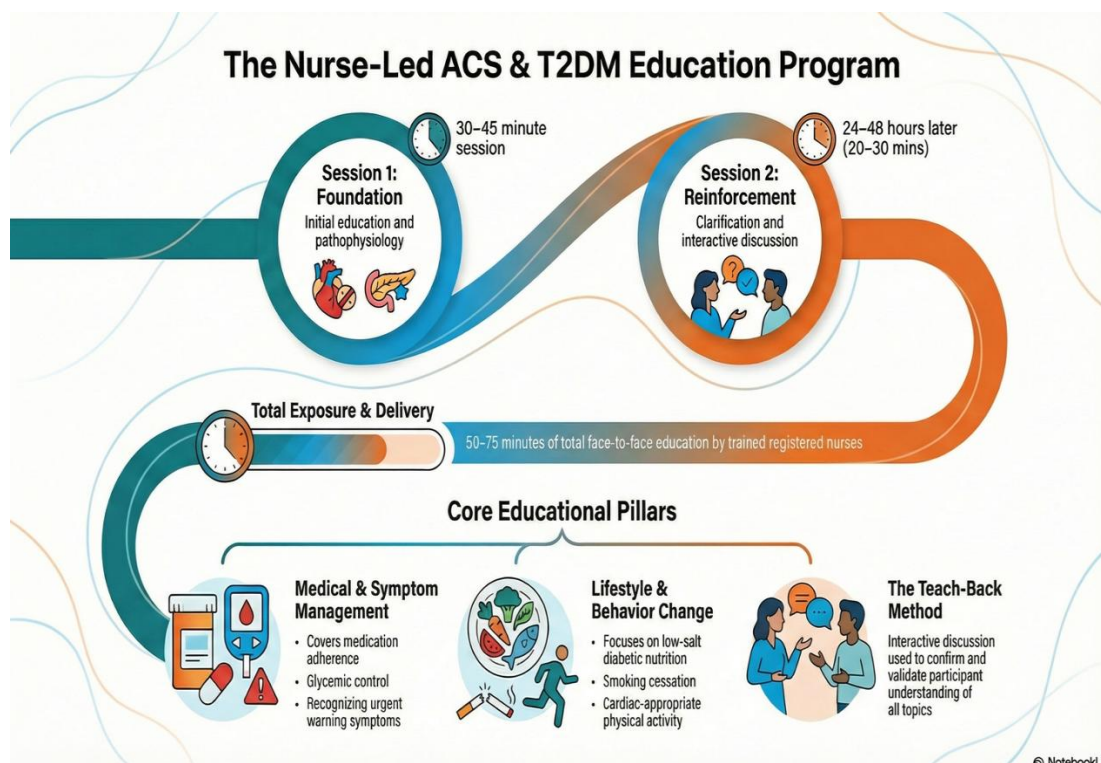 The Nurse-Led ACS & T2DM Education Program
30–45 minute
session
Session 1:
Foundation
Initial education and
pathophysiology
24–48 hours later
(20–30 mins)
Session 2:
Reinforcement
Clarification and
interactive discussion
?
Total Exposure & Delivery
50–75 minutes of total face-to-face education by trained registered nurses
Core Educational Pillars
Medical & Symptom
Management
• Covers medication
adherence
• Glycemic control
• Recognizing urgent
warning symptoms
Lifestyle &
Behavior Change
• Focuses on low-salt
diabetic nutrition
• Smoking cessation
• Cardiac-appropriate
physical activity
The Teach-Back
Method
Interactive discussion
used to confirm and
validate participant
understanding of
all topics